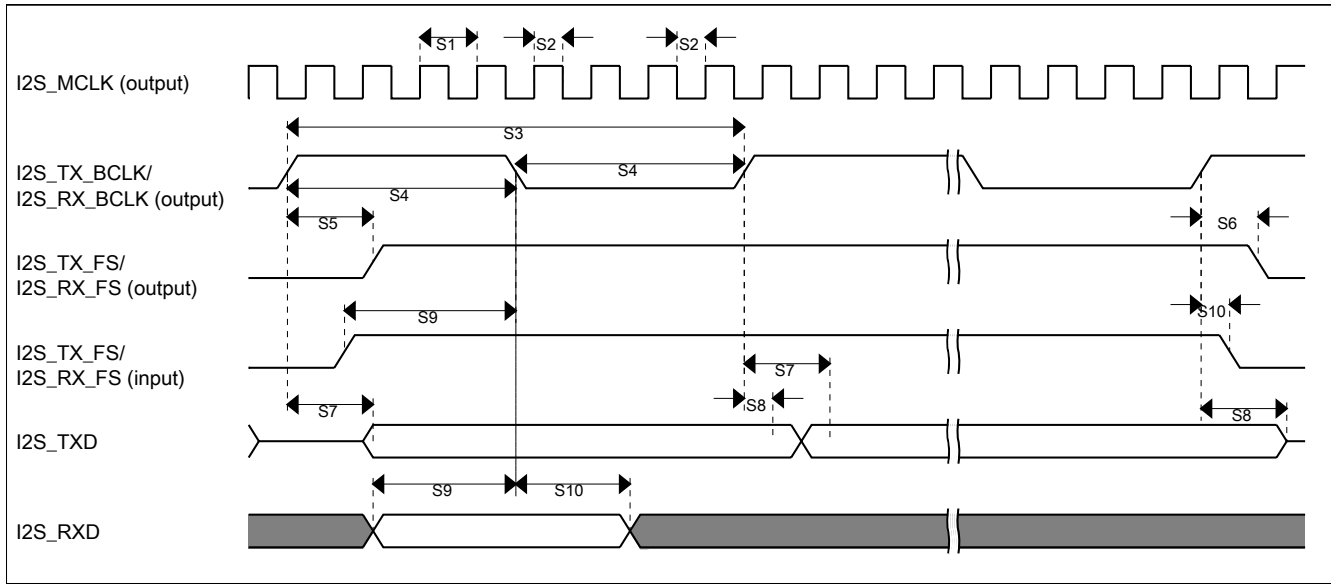 S1
S2
S2
I2S_MCLK (output)
S3
I2S_TX_BCLK/
I2S_RX_BCLK (output)
S4
S4
S5
S6
I2S_TX_FS/
I2S_RX_FS (output)
S9
S10
I2S_TX_FS/
I2S_RX_FS (input)
S7
S8
S7
S8
I2S_TXD
S9
S10
I2S_RXD